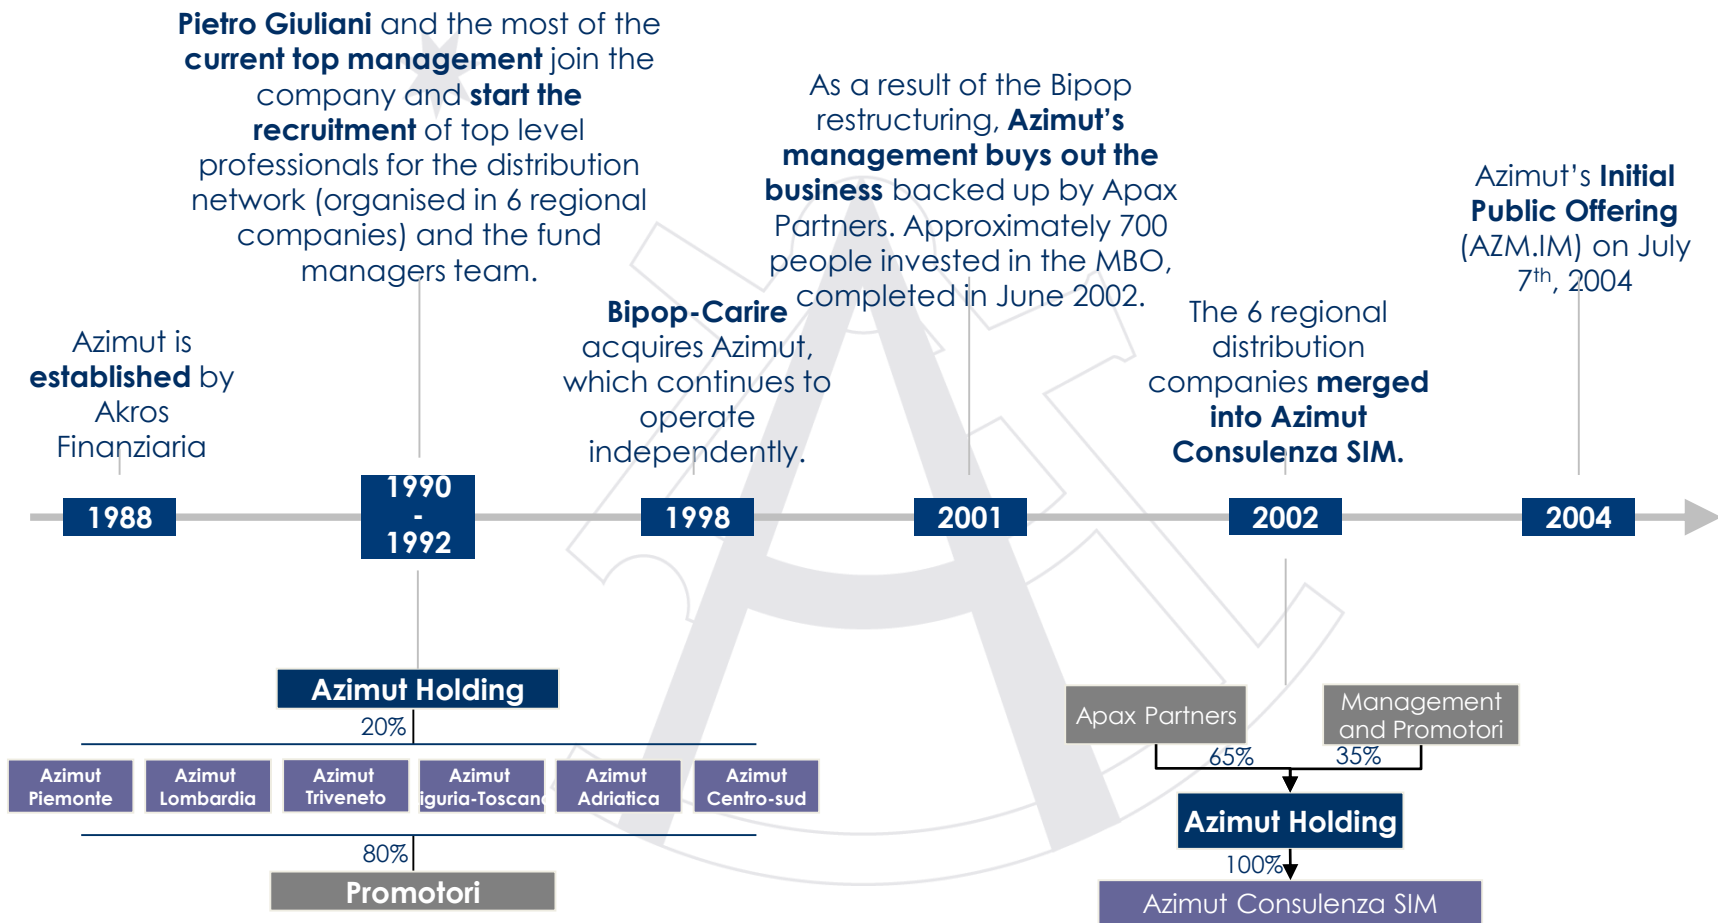 Pietro Giuliani and the most of the
current top management join the
company and start the
recruitment of top level
professionals for the distribution
network (organised in 6 regional
companies) and the fund
managers team.
As a result of the Bipop
restructuring, Azimut's
management buys out the
business backed up by Apax
Partners. Approximately 700
people invested in the MBO,
completed in June 2002.
Azimut's Initial
Public Offering
(AZM.IM) on July
7th, 2004
Azimut is
established by
Akros
Finanziaria
Bipop-Carire
acquires Azimut,
which continues to
operate
independently.
The 6 regional
distribution
companies merged
into Azimut
Consulenza SIM.
1988
1990
-
1992
1998
2001
2002
2004
Azimut Holding
20%
Azimut
Piemonte
Azimut
Lombardia
Azimut
Triveneto
Azimut
iguria-Toscan
Azimut
Adriatica
Azimut
Centro-sud
80%
Promotori
Apax Partners
Management
and Promotori
65%
35%
Azimut Holding
100%
Azimut Consulenza SIM